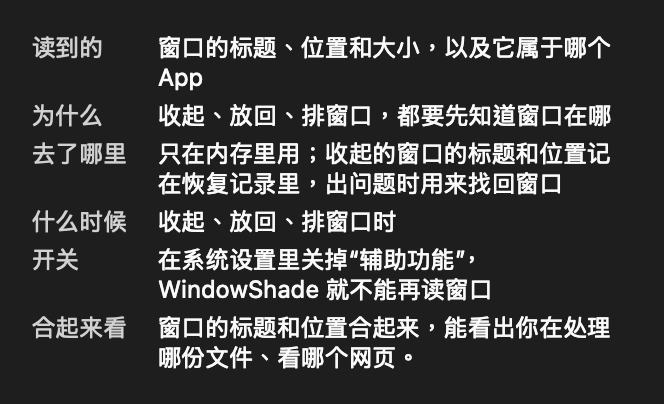 读到的 窗口的标题、位置和大小，以及它属于哪个
App
为什么 收起、放回、排窗口，都要先知道窗口在哪
去了哪里 只在内存里用；收起的窗口的标题和位置记
在恢复记录里，出问题时用来找回窗口
什么时候 收起、放回、排窗口时
开关 在系统设置里关掉“辅助功能”，
WindowShade 就不能再读窗口
合起来看 窗口的标题和位置合起来，能看出你在处理
哪份文件、看哪个网页。